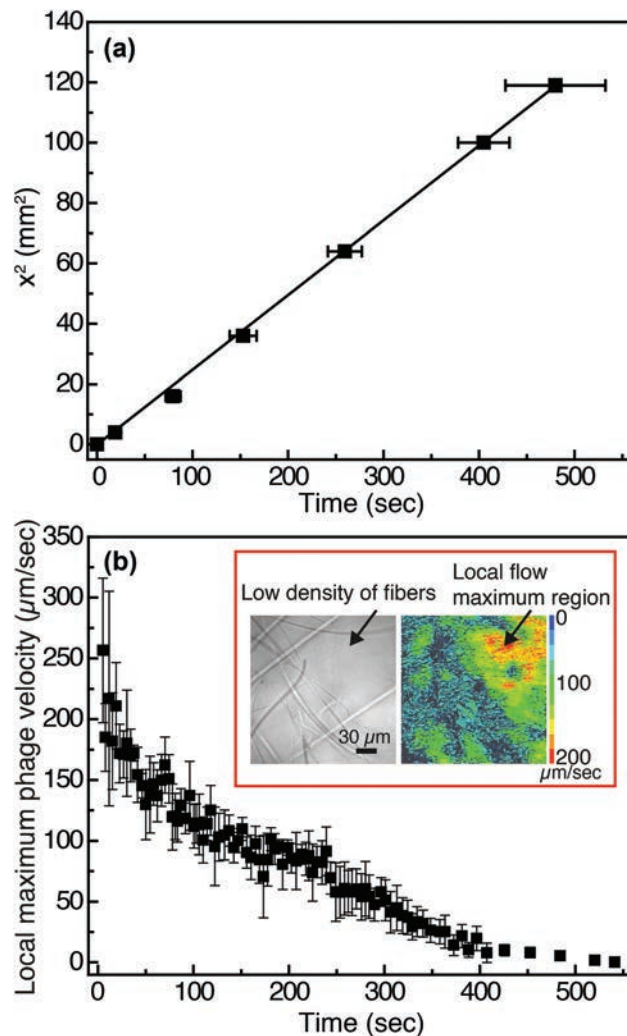 (a)
140
120
100
80
60
40
20
0
x² (mm²)
0 100 200 300 400 500
Time (sec)
(b)
350
300
250
200
150
100
50
0
Local maximum phage velocity (µm/sec)
Low density of fibers
Local flow
maximum region
30 µm
0
100
200
µm/sec
0 100 200 300 400 500
Time (sec)